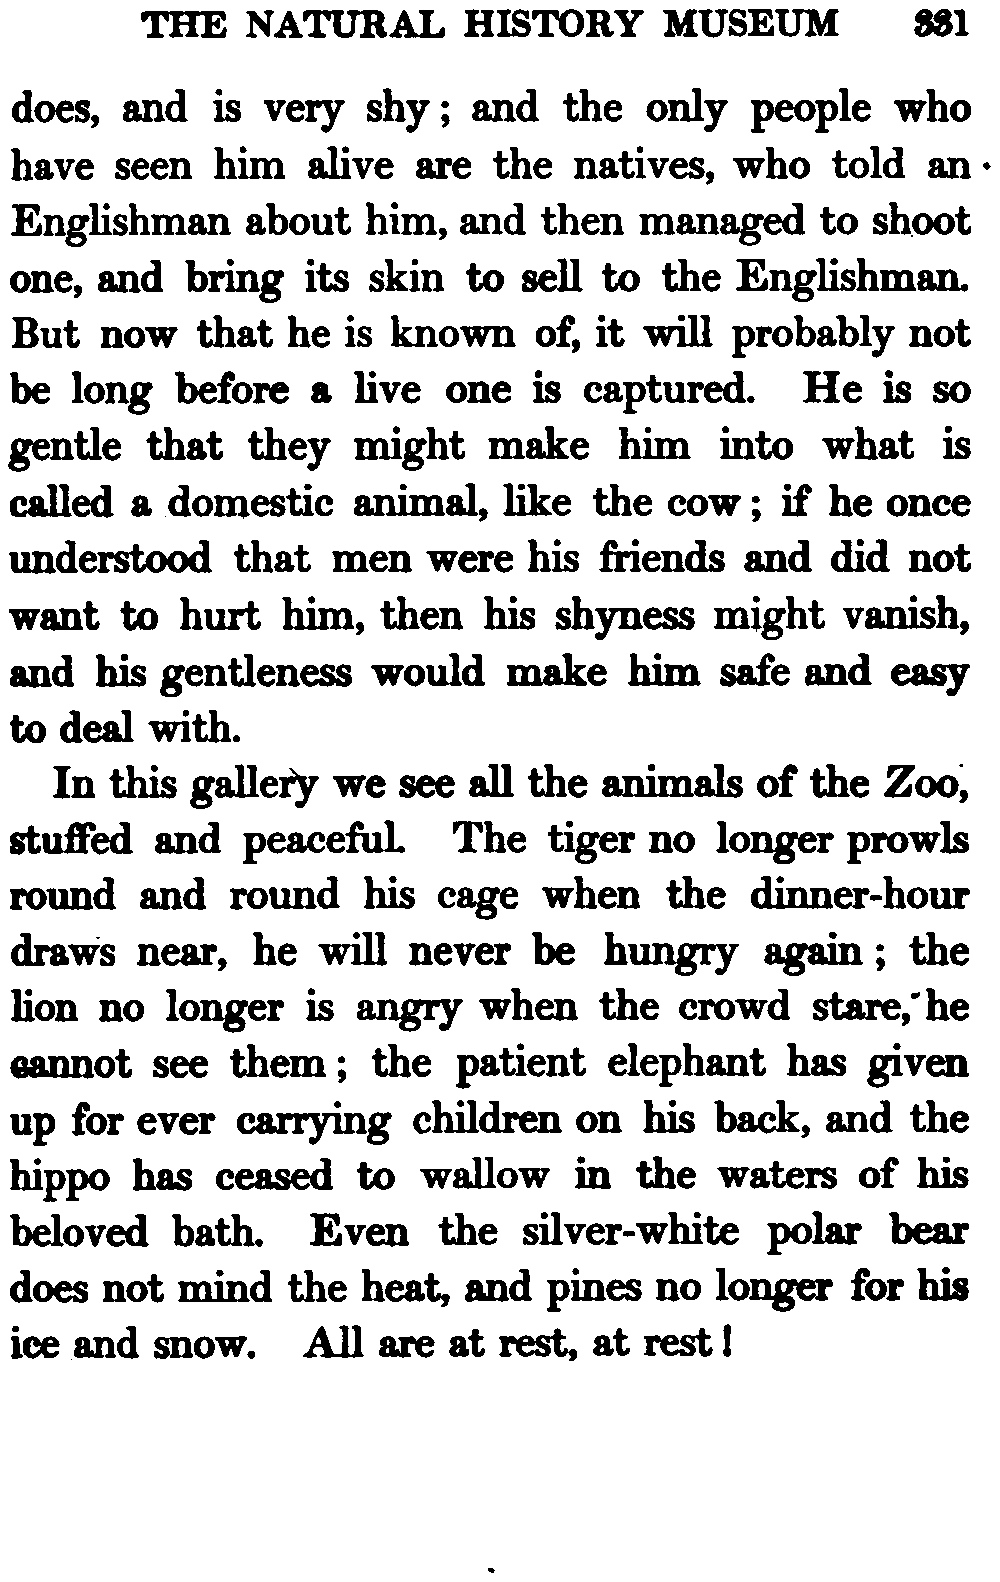 THE NATURAL HISTORY MUSEUM 331
does, and is very shy; and the only people who
have seen him alive are the natives, who told an
Englishman about him, and then managed to shoot
one, and bring its skin to sell to the Englishman.
But now that he is known of, it will probably not
be long before a live one is captured. He is so
gentle that they might make him into what is
called a domestic animal, like the cow; if he once
understood that men were his friends and did not
want to hurt him, then his shyness might vanish,
and his gentleness would make him safe and easy
to deal with.
In this gallery we see all the animals of the Zoo,
stuffed and peaceful. The tiger no longer prowls
round and round his cage when the dinner-hour
draws near, he will never be hungry again; the
lion no longer is angry when the crowd stare, he
cannot see them; the patient elephant has given
up for ever carrying children on his back, and the
hippo has ceased to wallow in the waters of his
beloved bath. Even the silver-white polar bear
does not mind the heat, and pines no longer for his
ice and snow. All are at rest, at rest!